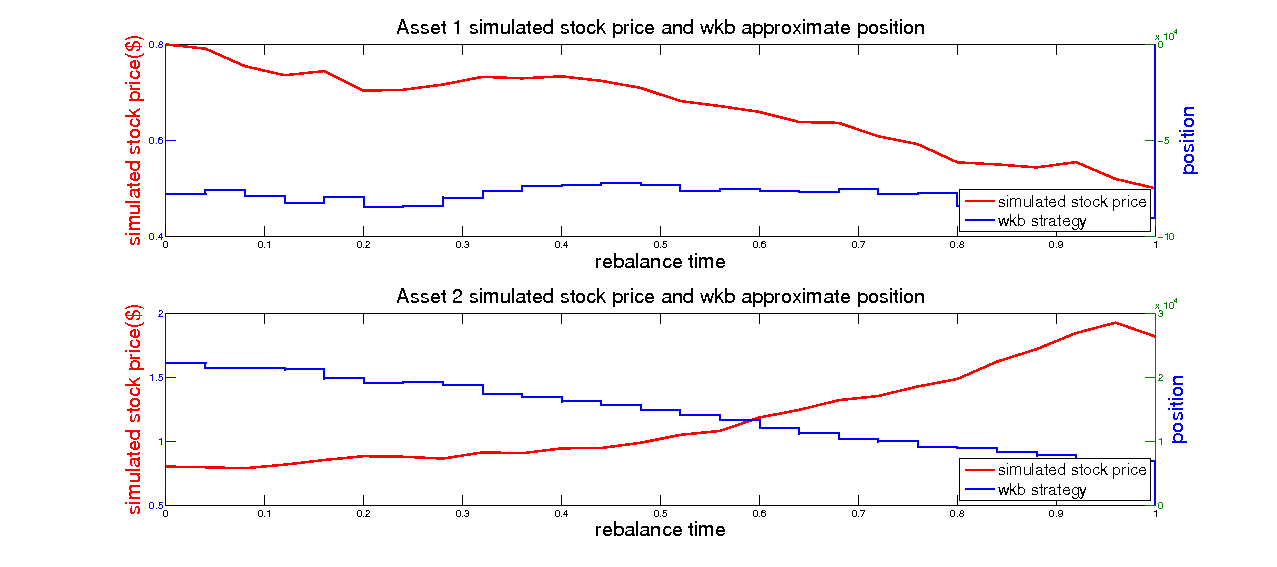 Asset 1 simulated stock price and wkb approximate position
x 10^4
0.8
0.6
0.4
0
-5
-10
simulated stock price($)
position
simulated stock price
wkb strategy
0 0.1 0.2 0.3 0.4 0.5 0.6 0.7 0.8 0.9 1
rebalance time
Asset 2 simulated stock price and wkb approximate position
x 10^4
2
1.5
1
0.5
3
2
1
0
simulated stock price($)
position
simulated stock price
wkb strategy
0 0.1 0.2 0.3 0.4 0.5 0.6 0.7 0.8 0.9 1
rebalance time